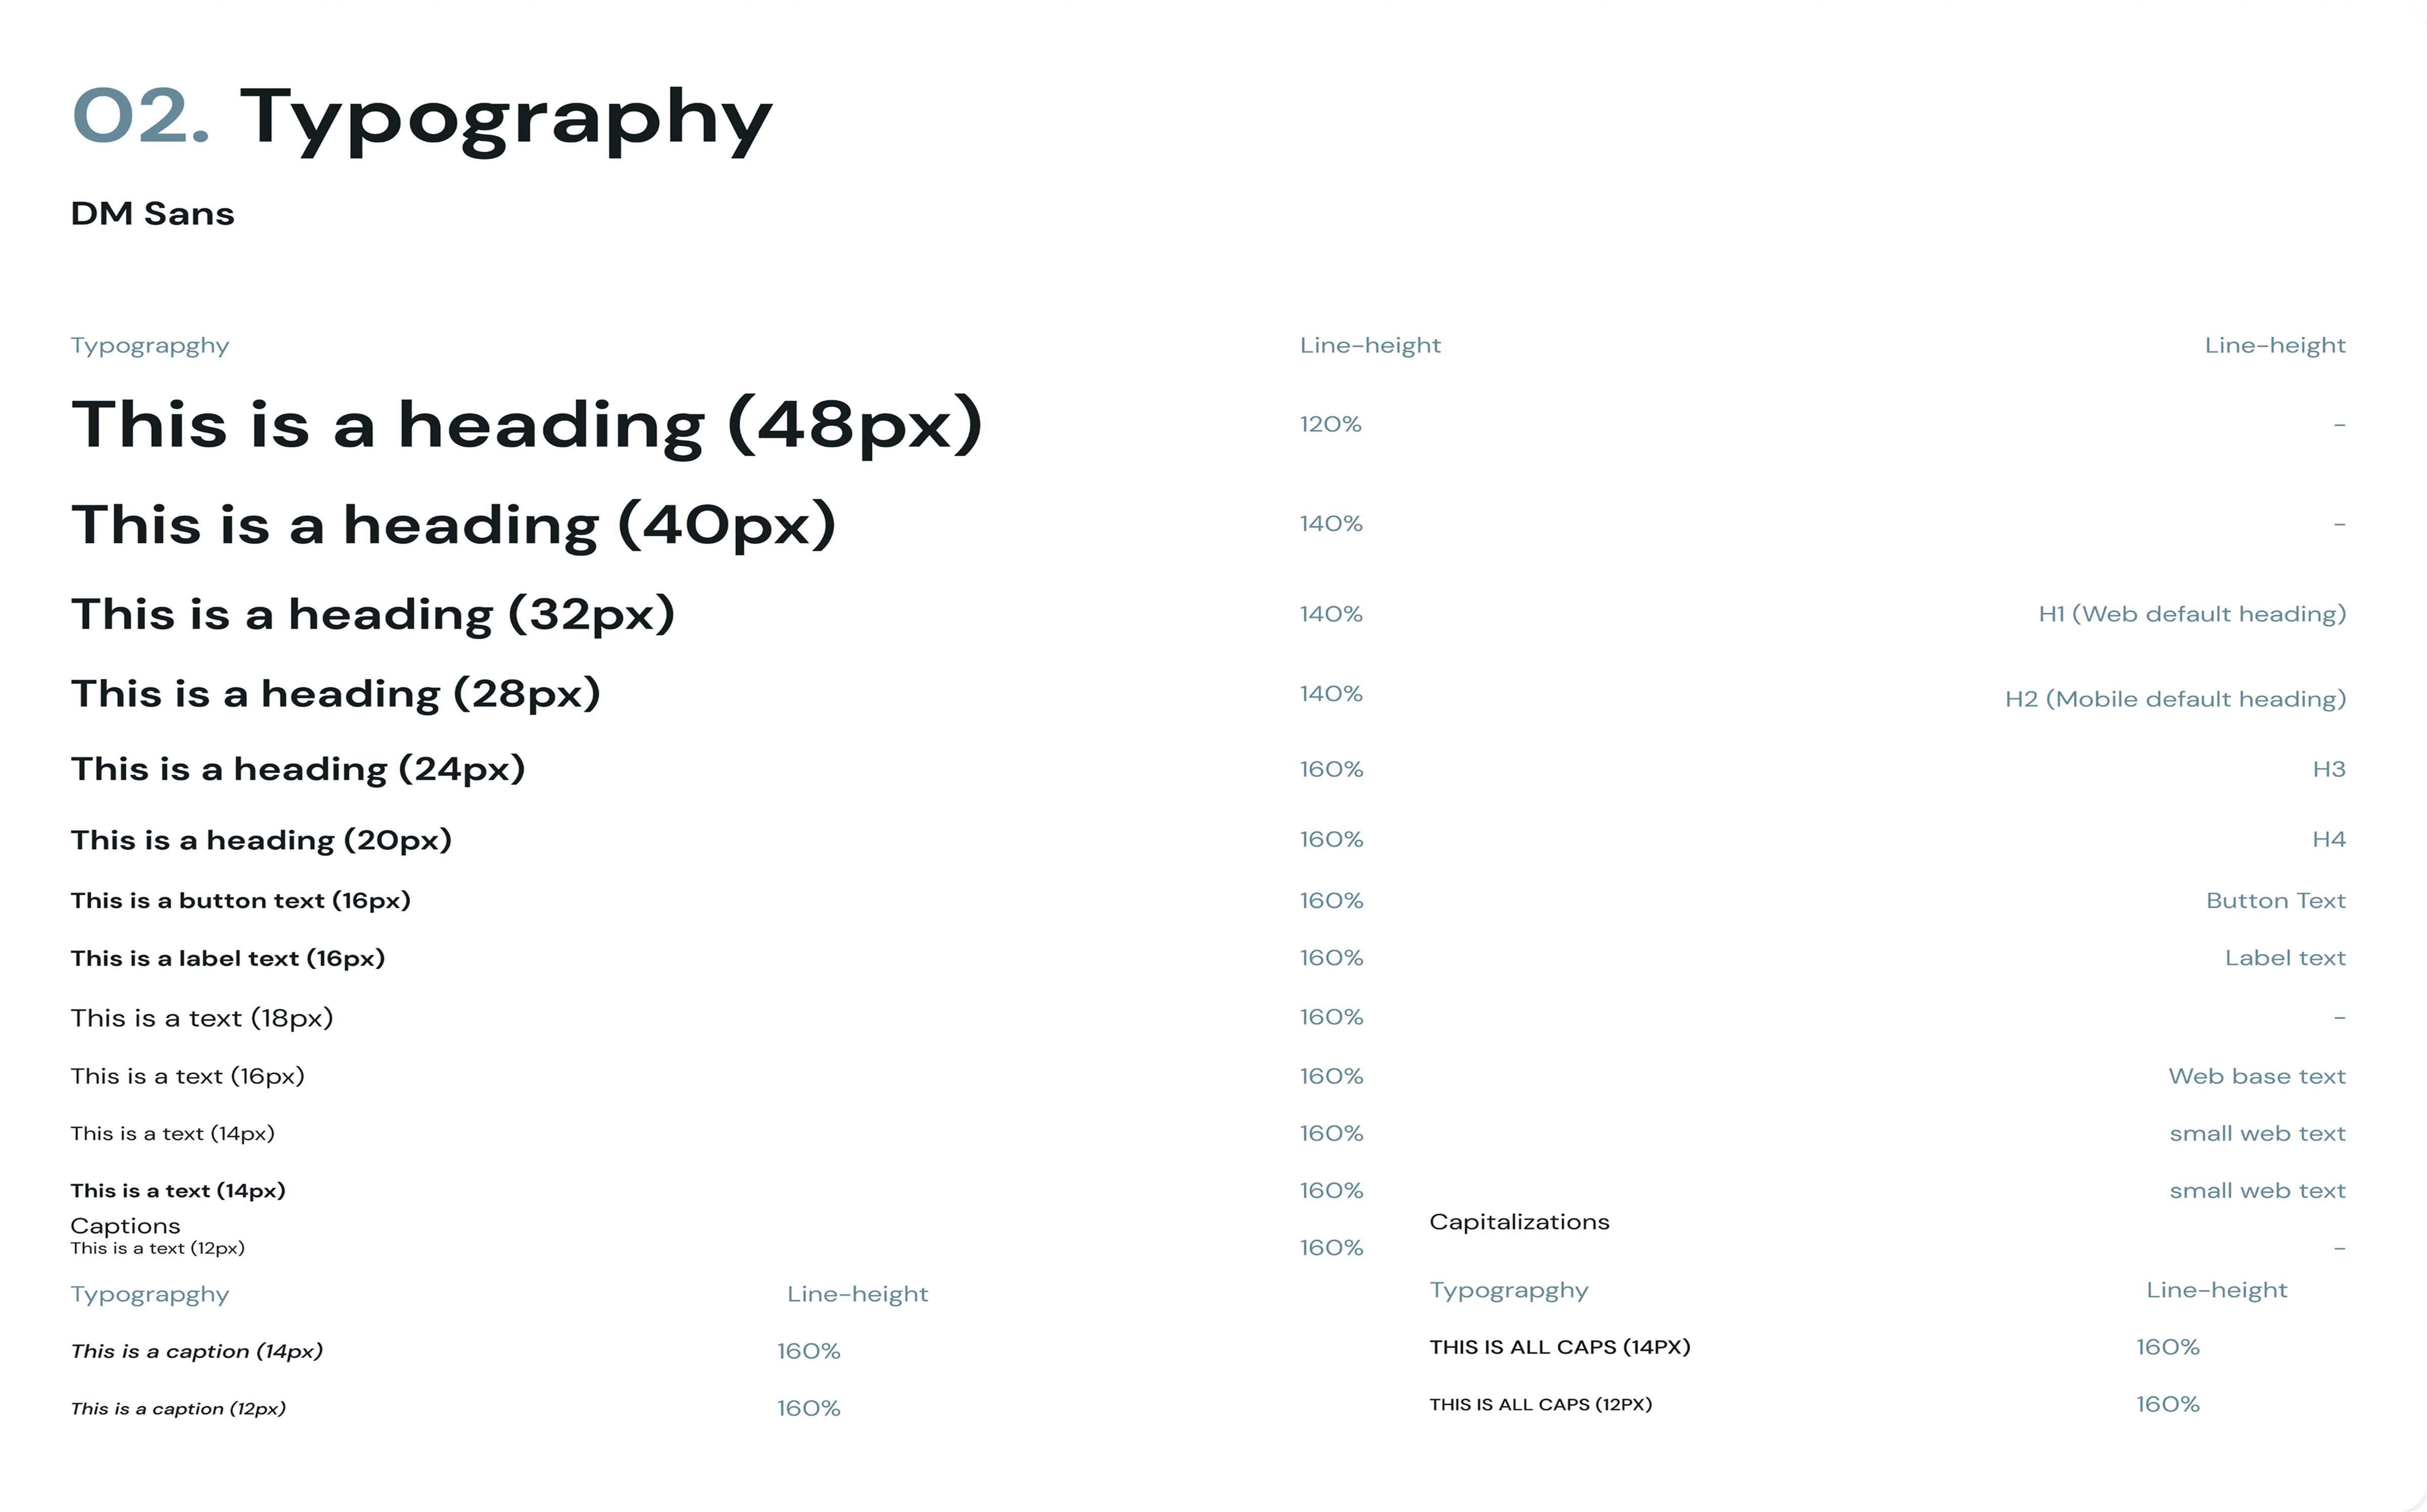 02. Typography
DM Sans
Typograpghy Line-height Line-height
This is a heading (48px) 120% -
This is a heading (40px) 140% -
This is a heading (32px) 140% H1 (Web default heading)
This is a heading (28px) 140% H2 (Mobile default heading)
This is a heading (24px) 160% H3
This is a heading (20px) 160% H4
This is a button text (16px) 160% Button Text
This is a label text (16px) 160% Label text
This is a text (18px) 160% -
This is a text (16px) 160% Web base text
This is a text (14px) 160% small web text
This is a text (14px) 160% small web text
Captions Capitalizations
This is a text (12px) 160% -
Typograpghy Line-height Typograpghy Line-height
This is a caption (14px) 160% THIS IS ALL CAPS (14PX) 160%
This is a caption (12px) 160% THIS IS ALL CAPS (12PX) 160%